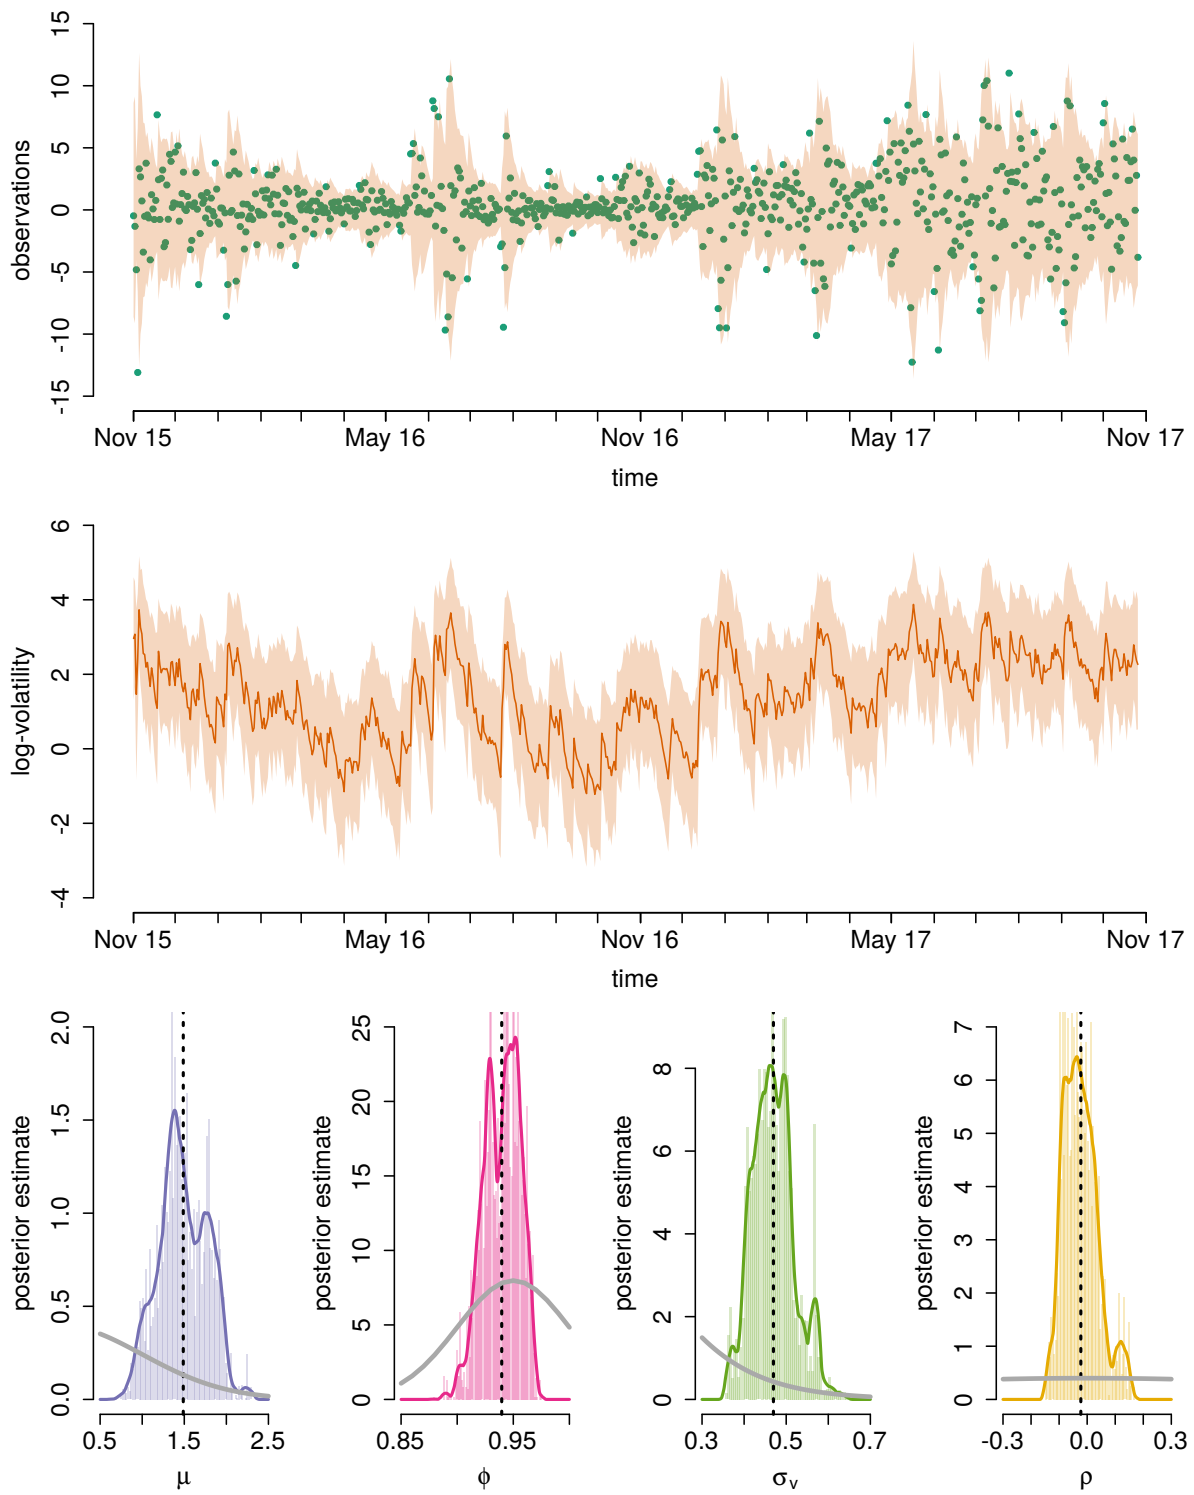 observations
15
10
5
0
-5
-10
-15
Nov 15 May 16 Nov 16 May 17 Nov 17
time
log-volatility
6
4
2
0
-2
-4
Nov 15 May 16 Nov 16 May 17 Nov 17
time
posterior estimate
2.0
1.5
1.0
0.5
0.0
0.5 1.5 2.5
μ
posterior estimate
25
20
15
10
5
0
0.85 0.95
ϕ
posterior estimate
8
6
4
2
0
0.3 0.5 0.7
σv
posterior estimate
7
6
5
4
3
2
1
0
-0.3 0.0 0.3
ρ